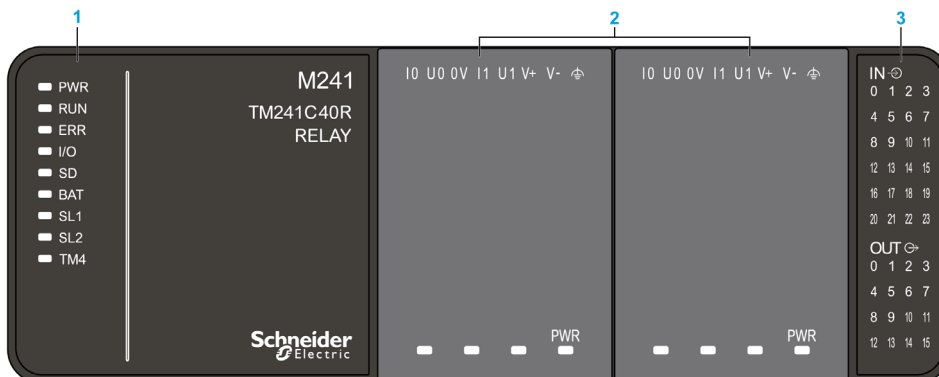 1 2 3
PWR
RUN
ERR
I/O
SD
BAT
SL1
SL2
TM4
M241
TM241C40R
RELAY
Schneider
Electric
I0 U0 0V I1 U1 V+ V-
PWR
I0 U0 0V I1 U1 V+ V-
PWR
IN
0 1 2 3
4 5 6 7
8 9 10 11
12 13 14 15
16 17 18 19
20 21 22 23
OUT
0 1 2 3
4 5 6 7
8 9 10 11
12 13 14 15